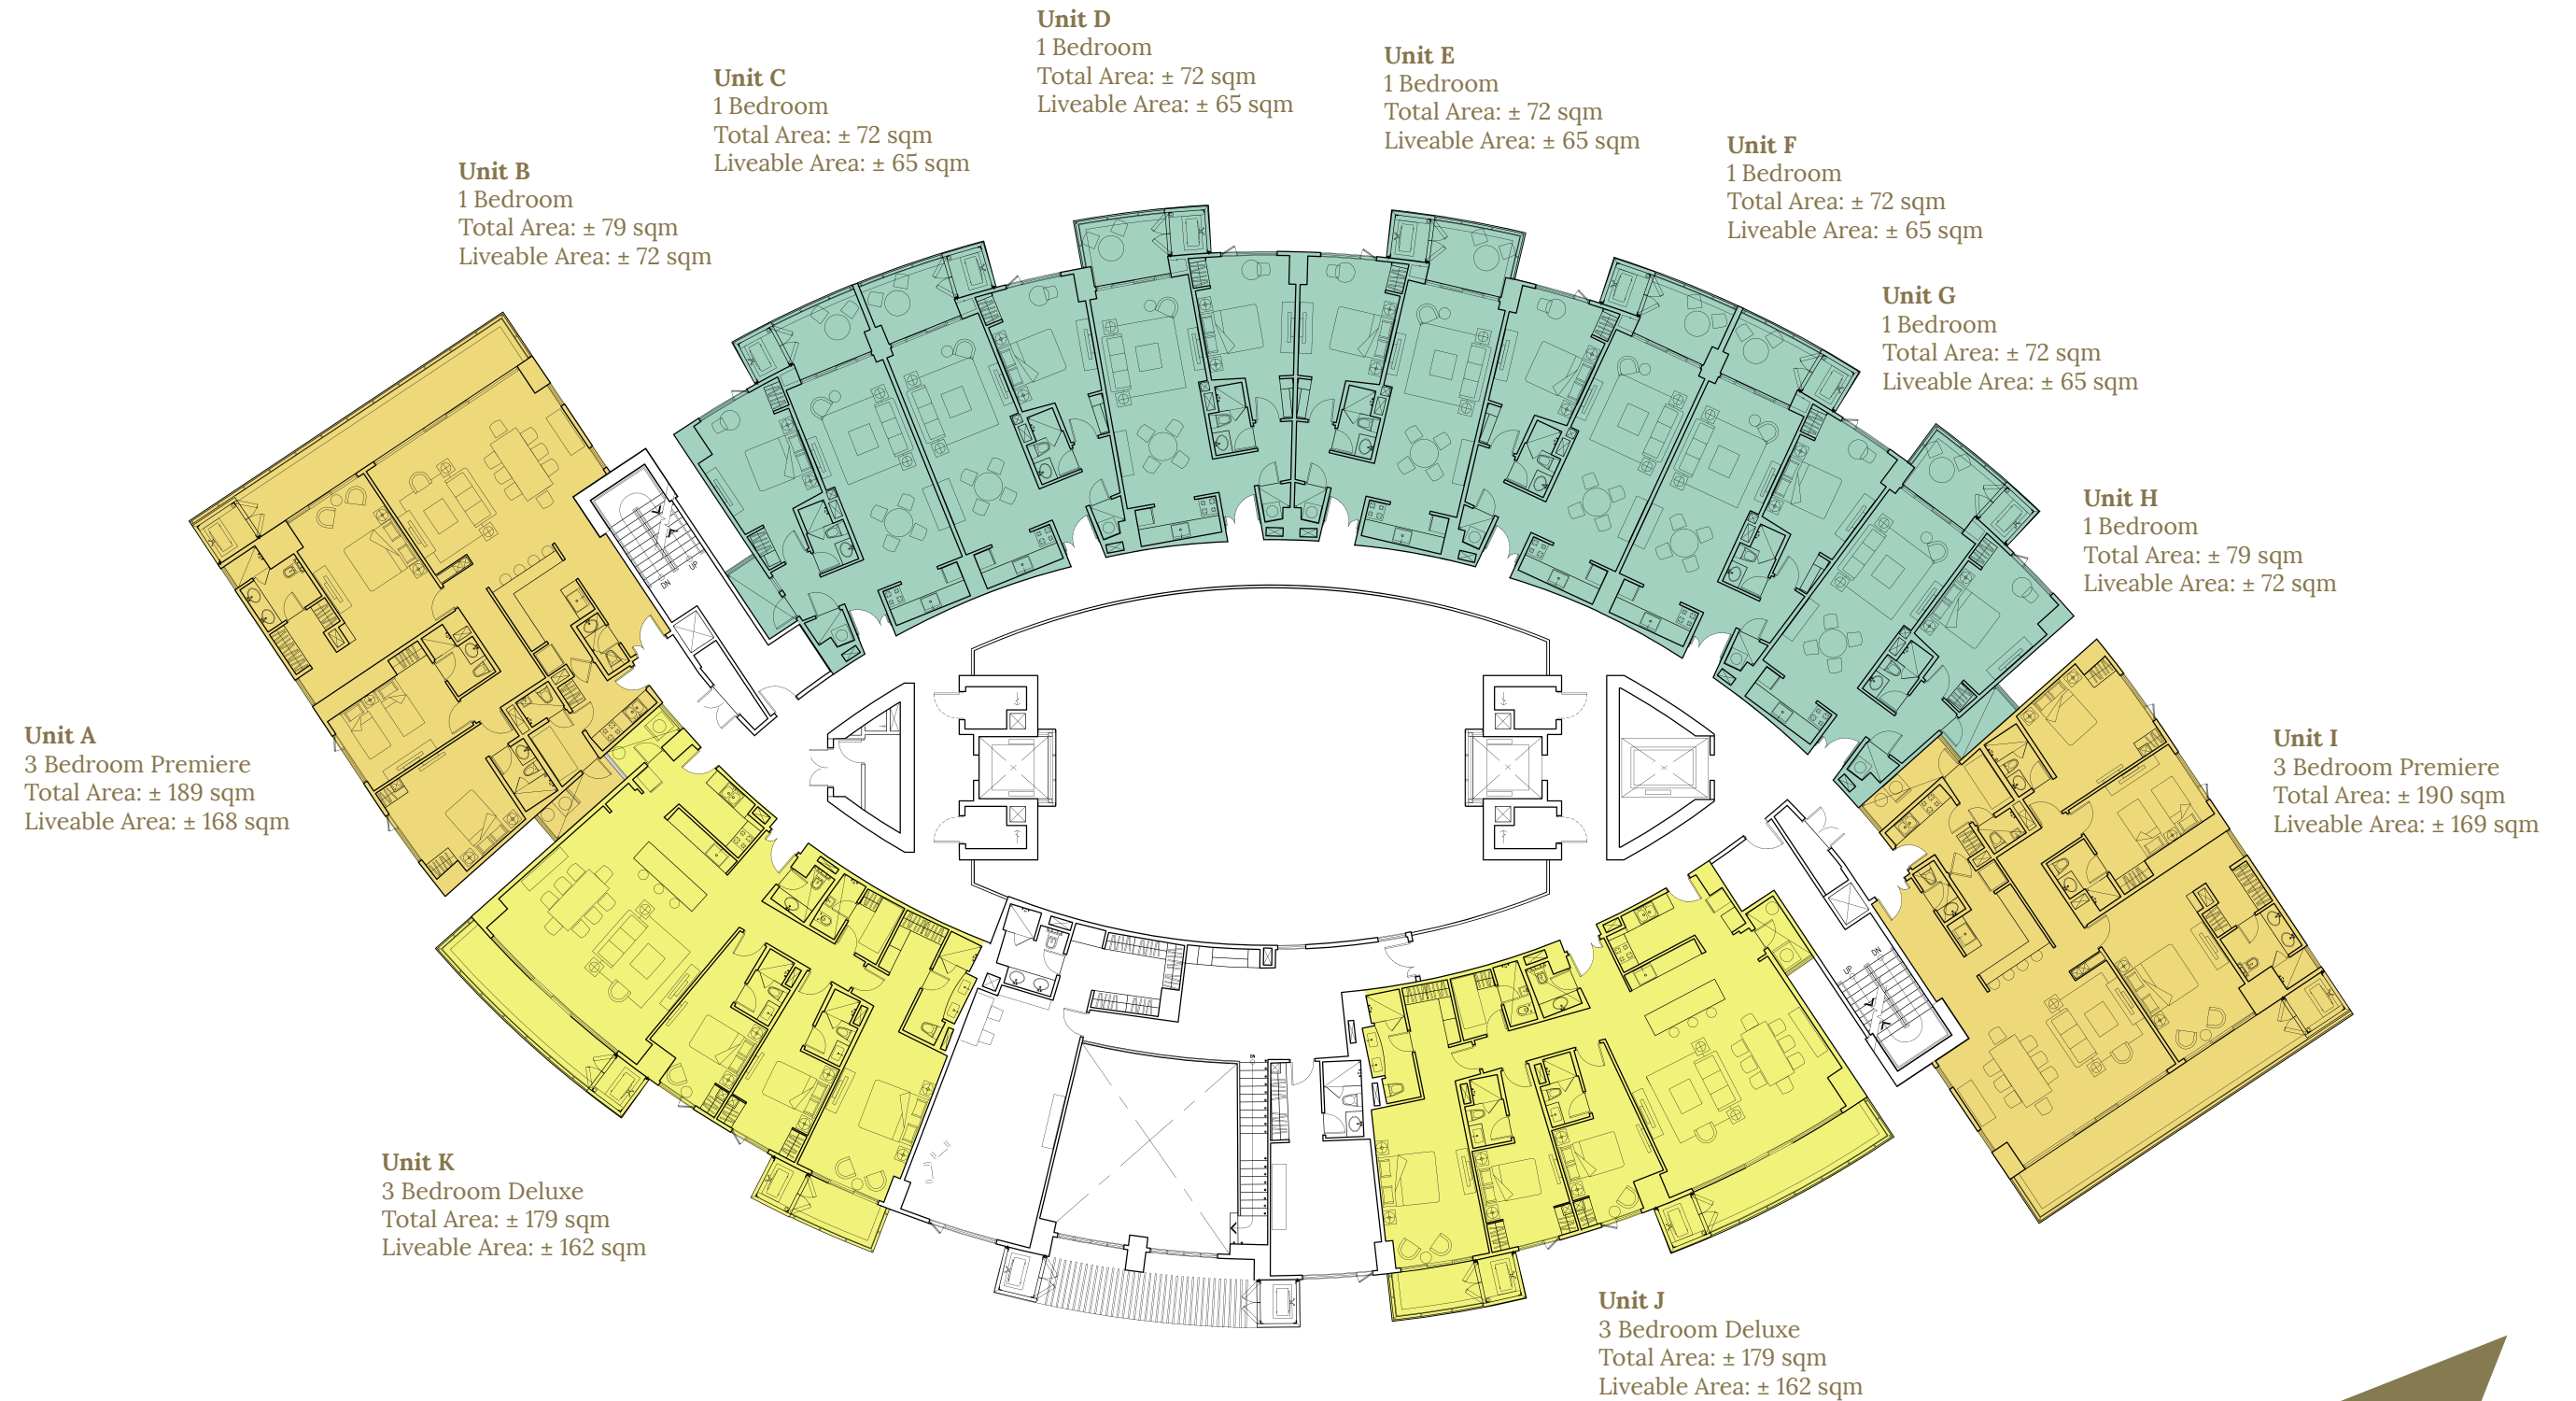 Unit D
1 Bedroom
Total Area: ± 72 sqm
Liveable Area: ± 65 sqm
Unit E
1 Bedroom
Total Area: ± 72 sqm
Liveable Area: ± 65 sqm
Unit C
1 Bedroom
Total Area: ± 72 sqm
Liveable Area: ± 65 sqm
Unit F
1 Bedroom
Total Area: ± 72 sqm
Liveable Area: ± 65 sqm
Unit B
1 Bedroom
Total Area: ± 79 sqm
Liveable Area: ± 72 sqm
Unit G
1 Bedroom
Total Area: ± 72 sqm
Liveable Area: ± 65 sqm
Unit H
1 Bedroom
Total Area: ± 79 sqm
Liveable Area: ± 72 sqm
UP
DN
Unit A
3 Bedroom Premiere
Total Area: ± 189 sqm
Liveable Area: ± 168 sqm
Unit I
3 Bedroom Premiere
Total Area: ± 190 sqm
Liveable Area: ± 169 sqm
DN
UP
DN
Unit K
3 Bedroom Deluxe
Total Area: ± 179 sqm
Liveable Area: ± 162 sqm
Unit J
3 Bedroom Deluxe
Total Area: ± 179 sqm
Liveable Area: ± 162 sqm